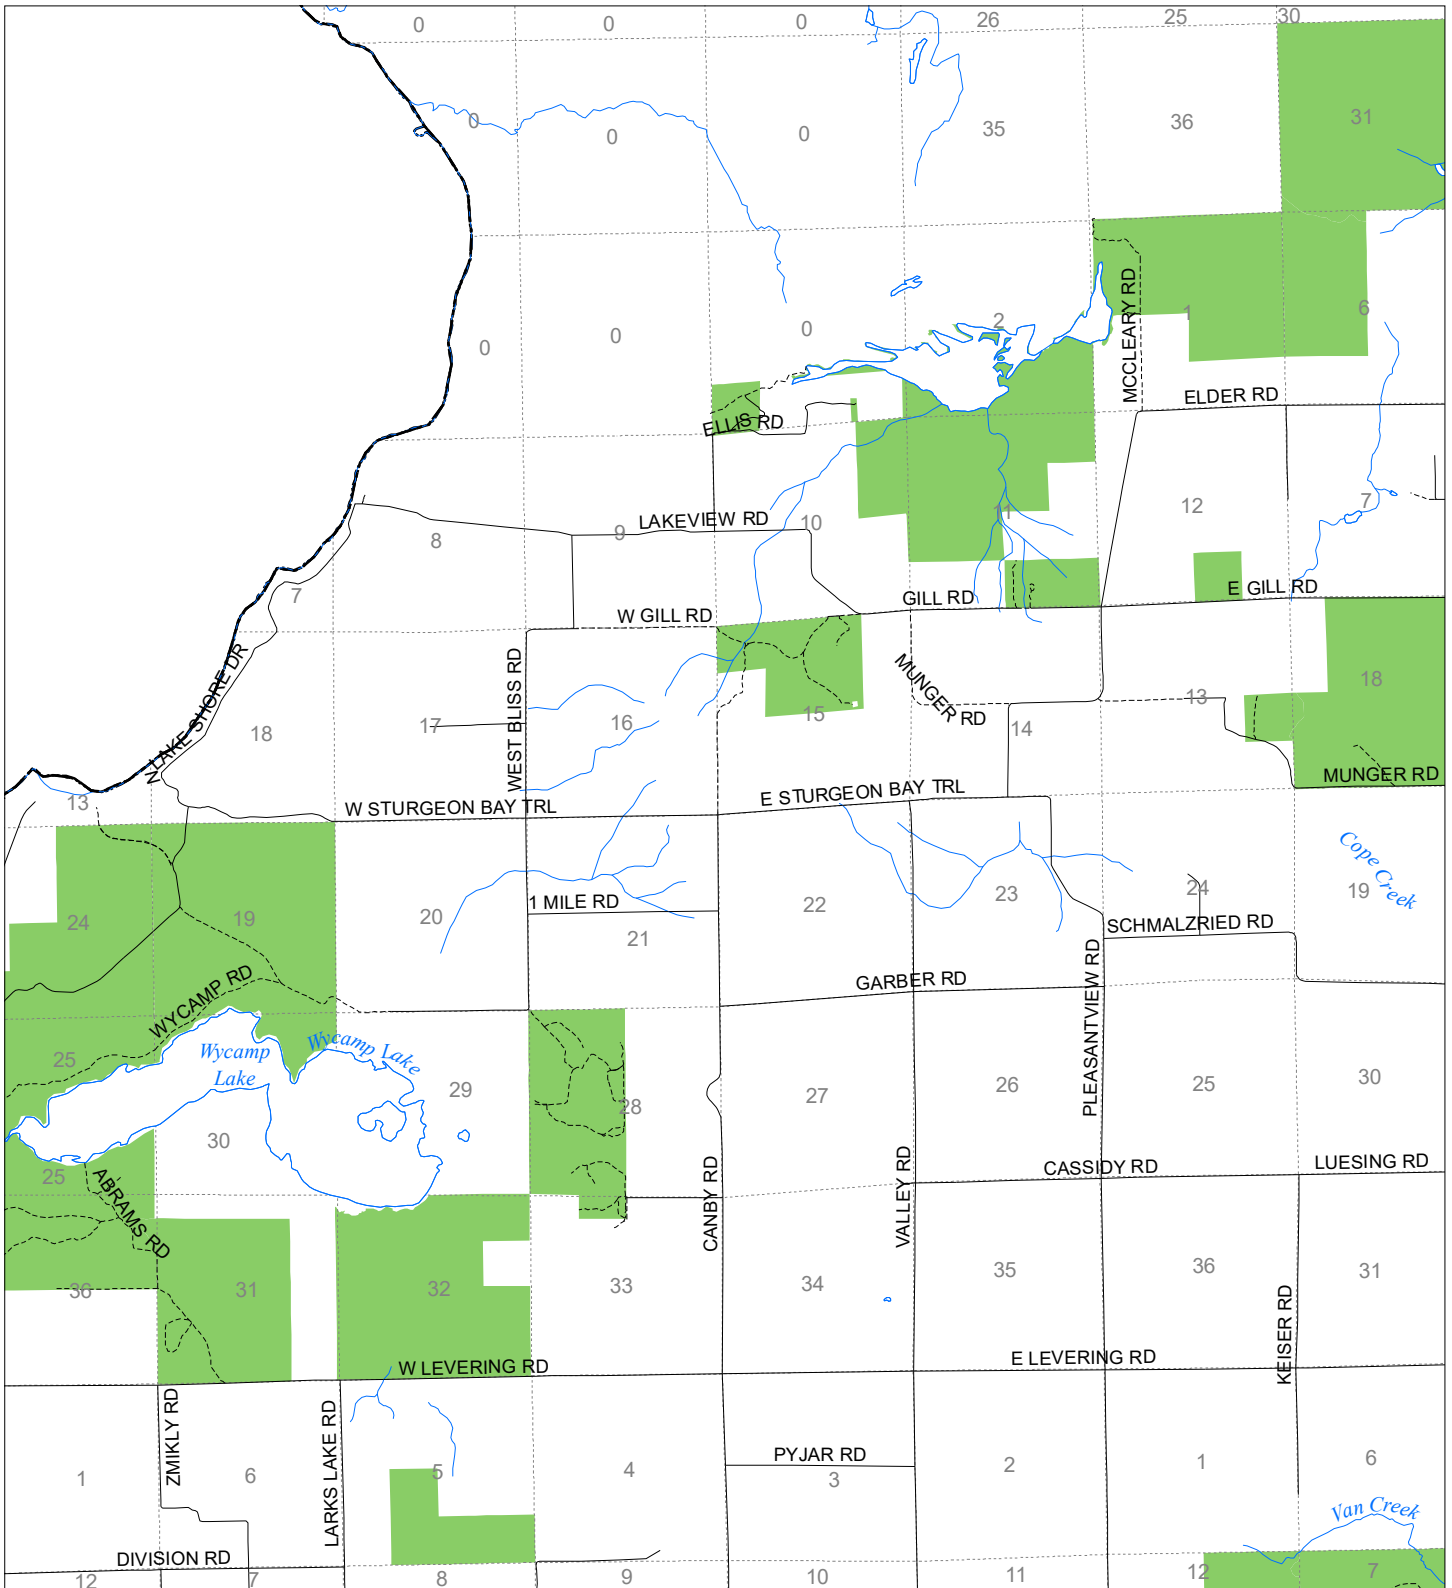 0
0
0
26
25
30
0
0
0
35
36
31
0
0
0
2
MCCLEARY RD
1
6
ELLIS RD
ELDER RD
8
9
LAKEVIEW RD
10
11
12
7
7
W GILL RD
GILL RD
E GILL RD
N LAKE SHORE DR
18
17
WEST BLISS RD
16
15
MUNGER RD
14
13
18
MUNGER RD
13
W STURGEON BAY TRL
E STURGEON BAY TRL
Cope Creek
24
19
20
1 MILE RD
21
22
23
24
19
SCHMALZRIED RD
WYCAMP RD
GARBER RD
PLEASANTVIEW RD
25
Wycamp
Lake
Wycamp Lake
29
28
27
26
25
30
30
25
ABRAMS RD
CANBY RD
VALLEY RD
CASSIDY RD
LUESING RD
36
31
32
33
34
35
36
31
KEISER RD
W LEVERING RD
E LEVERING RD
ZMIKLY RD
LARKS LAKE RD
1
6
5
4
PYJAR RD
3
2
1
6
Van Creek
DIVISION RD
12
7
8
9
10
11
12
7